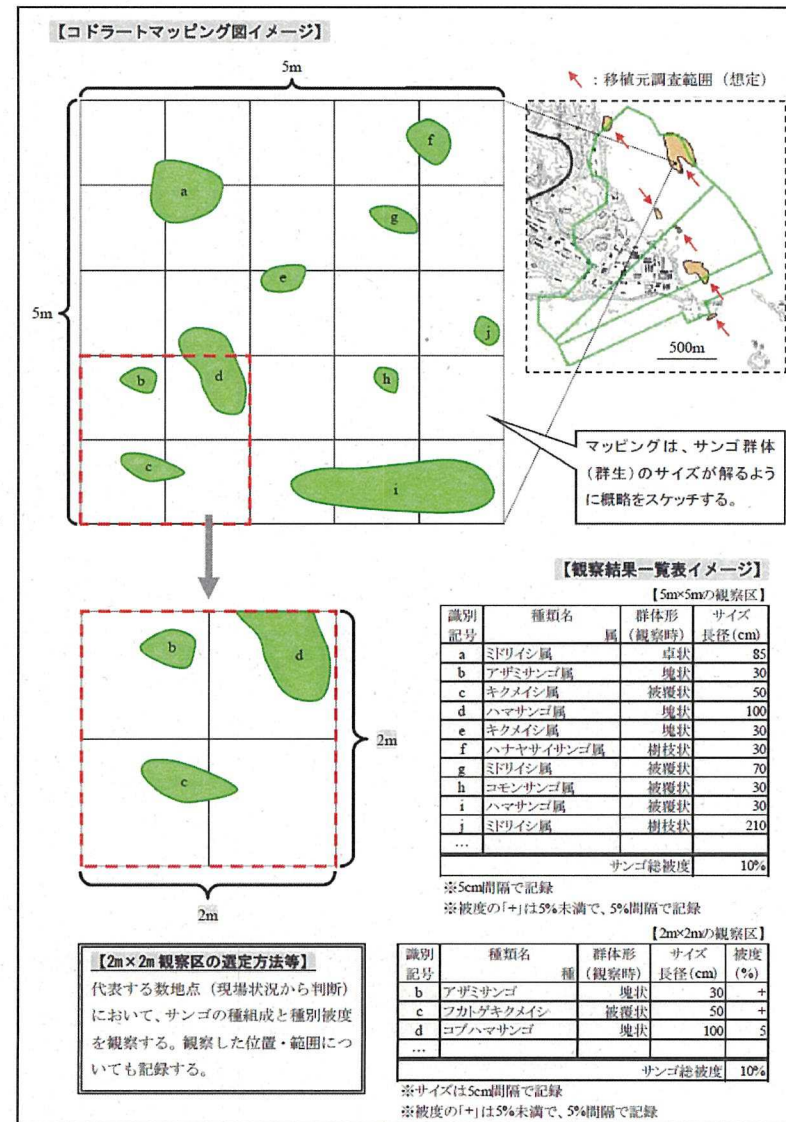 【コドラートマッピング図イメージ】
5m
：移植元調査範囲（想定）
f
a
g
e
5m
j
500m
b
d
h
マッピングは、サンゴ群体
（群生）のサイズが解るよう
に概略をスケッチする。
c
i
【観察結果一覧表イメージ】
【5m×5mの観察区】
識別 種類名 群体形 サイズ
記号 属 (観察時) 長径(cm)
a ミドリイシ属 卓状 85
b アザミサンゴ属 塊状 30
c キクメイシ属 被覆状 50
d ハマサンゴ属 塊状 100
e キクメイシ属 塊状 30
f ハナヤサイサンゴ属 樹枝状 30
g ミドリイシ属 被覆状 70
h コモンサンゴ属 被覆状 30
i ハマサンゴ属 被覆状 30
j ミドリイシ属 樹枝状 210
…
サンゴ総被度 10%
※5cm間隔で記録
※被度の「+」は5%未満で、5%間隔で記録
b
d
2m
c
2m
【2m×2m 観察区の選定方法等】
代表する数地点（現場状況から判断）
において、サンゴの種組成と種別被度
を観察する。観察した位置・範囲につ
いても記録する。
【2m×2mの観察区】
識別 種類名 群体形 サイズ 被度
記号 種 (観察時) 長径(cm) (%)
b アザミサンゴ 塊状 30 +
c フカトゲキクメイシ 被覆状 50 +
d コブハマサンゴ 塊状 100 5
…
サンゴ総被度 10%
※サイズは5cm間隔で記録
※被度の「+」は5%未満で、5%間隔で記録